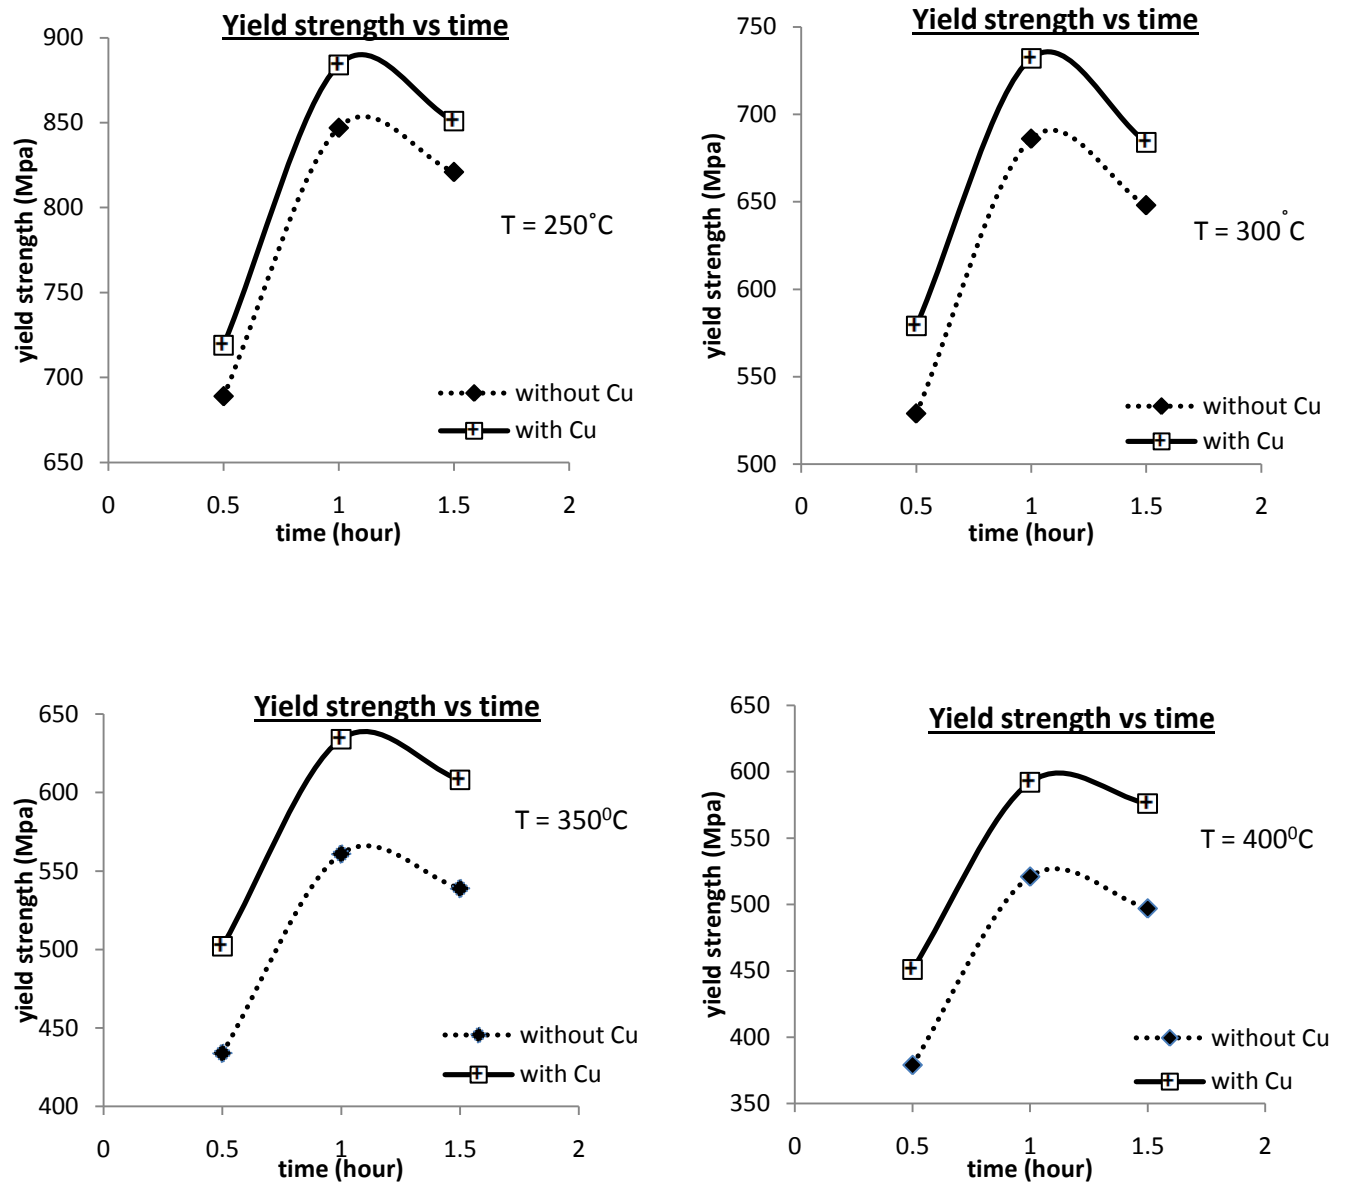 Yield strength vs time
900
850
800
750
700
650
0
0.5
1
1.5
2
yield strength (Mpa)
time (hour)
T = 250˚C
without Cu
with Cu
Yield strength vs time
750
700
650
600
550
500
0
0.5
1
1.5
2
yield strength (Mpa)
time (hour)
T = 300˚C
without Cu
with Cu
Yield strength vs time
650
600
550
500
450
400
0
0.5
1
1.5
2
yield strength (Mpa)
time (hour)
T = 350⁰C
without Cu
with Cu
Yield strength vs time
650
600
550
500
450
400
350
0
0.5
1
1.5
2
yield strength (Mpa)
time (hour)
T = 400⁰C
without Cu
with Cu